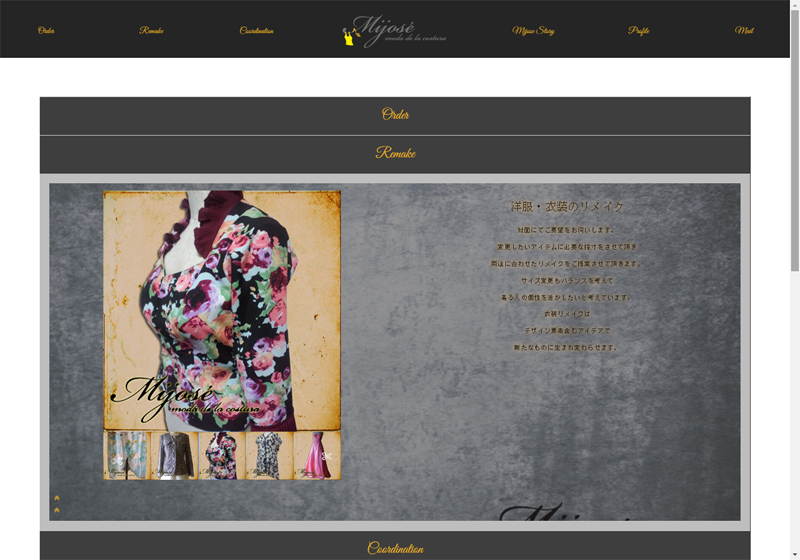 Order
Remake
Coordination
Mijosé
moda de la costura
Mijose Story
Profile
Mail
Order
Remake
洋服・衣装のリメイク
対面にてご要望をお伺いします。
変更したいアイテムに必要な採寸をさせて頂き
用途に合わせたリメイクをご提案させて頂きます。
サイズ変更もバランスを考えて
着る人の個性を活かしたいと考えています。
衣装リメイクは
デザイン要素含むアイデアで
新たなものに生まれ変わらせます。
Mijosé
moda de la costura
Coordination